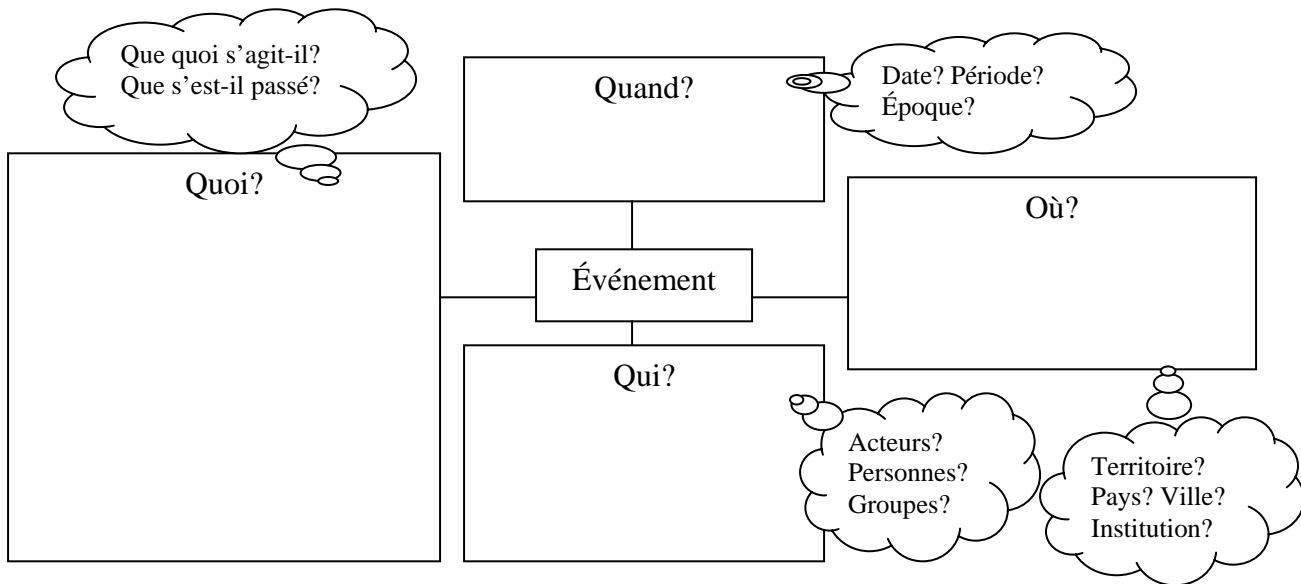 Que quoi s’agit-il?
Que s’est-il passé?
Quand?
Date? Période?
Époque?
Quoi?
Où?
Événement
Qui?
Acteurs?
Personnes?
Groupes?
Territoire?
Pays? Ville?
Institution?